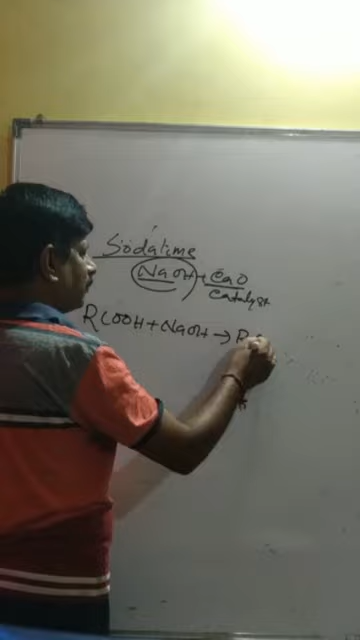 Sodalime
NaOH + CaO
Catalyst
RCOOH + NaOH → R